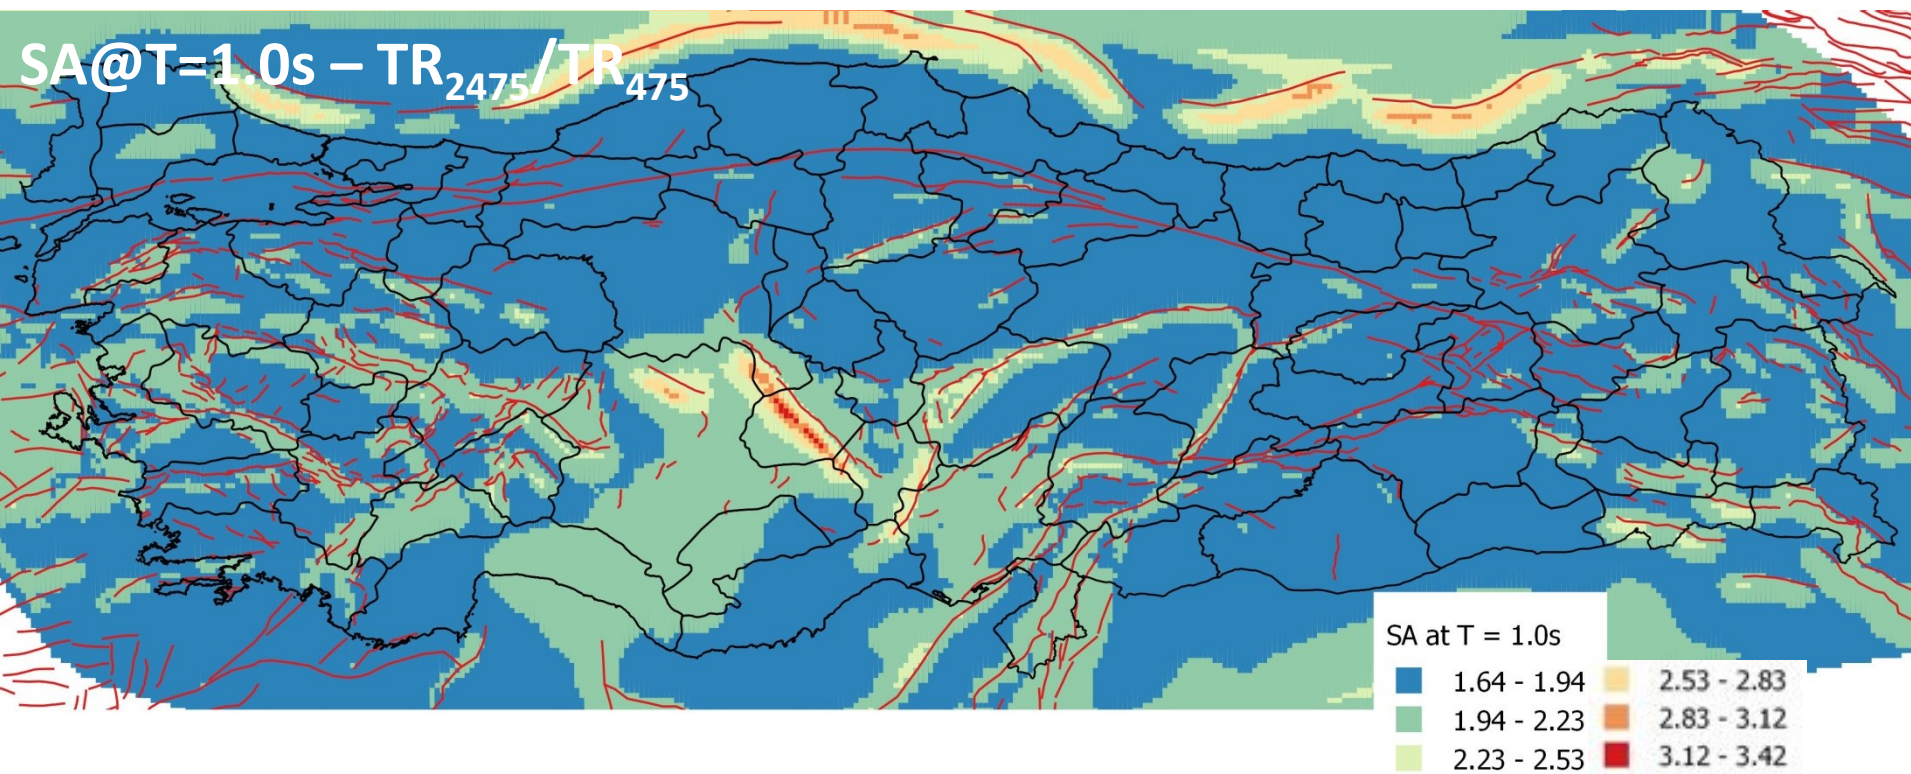 SA@T=1.0s – TR2475/TR475
SA at T = 1.0s
1.64 - 1.94
1.94 - 2.23
2.23 - 2.53
2.53 - 2.83
2.83 - 3.12
3.12 - 3.42